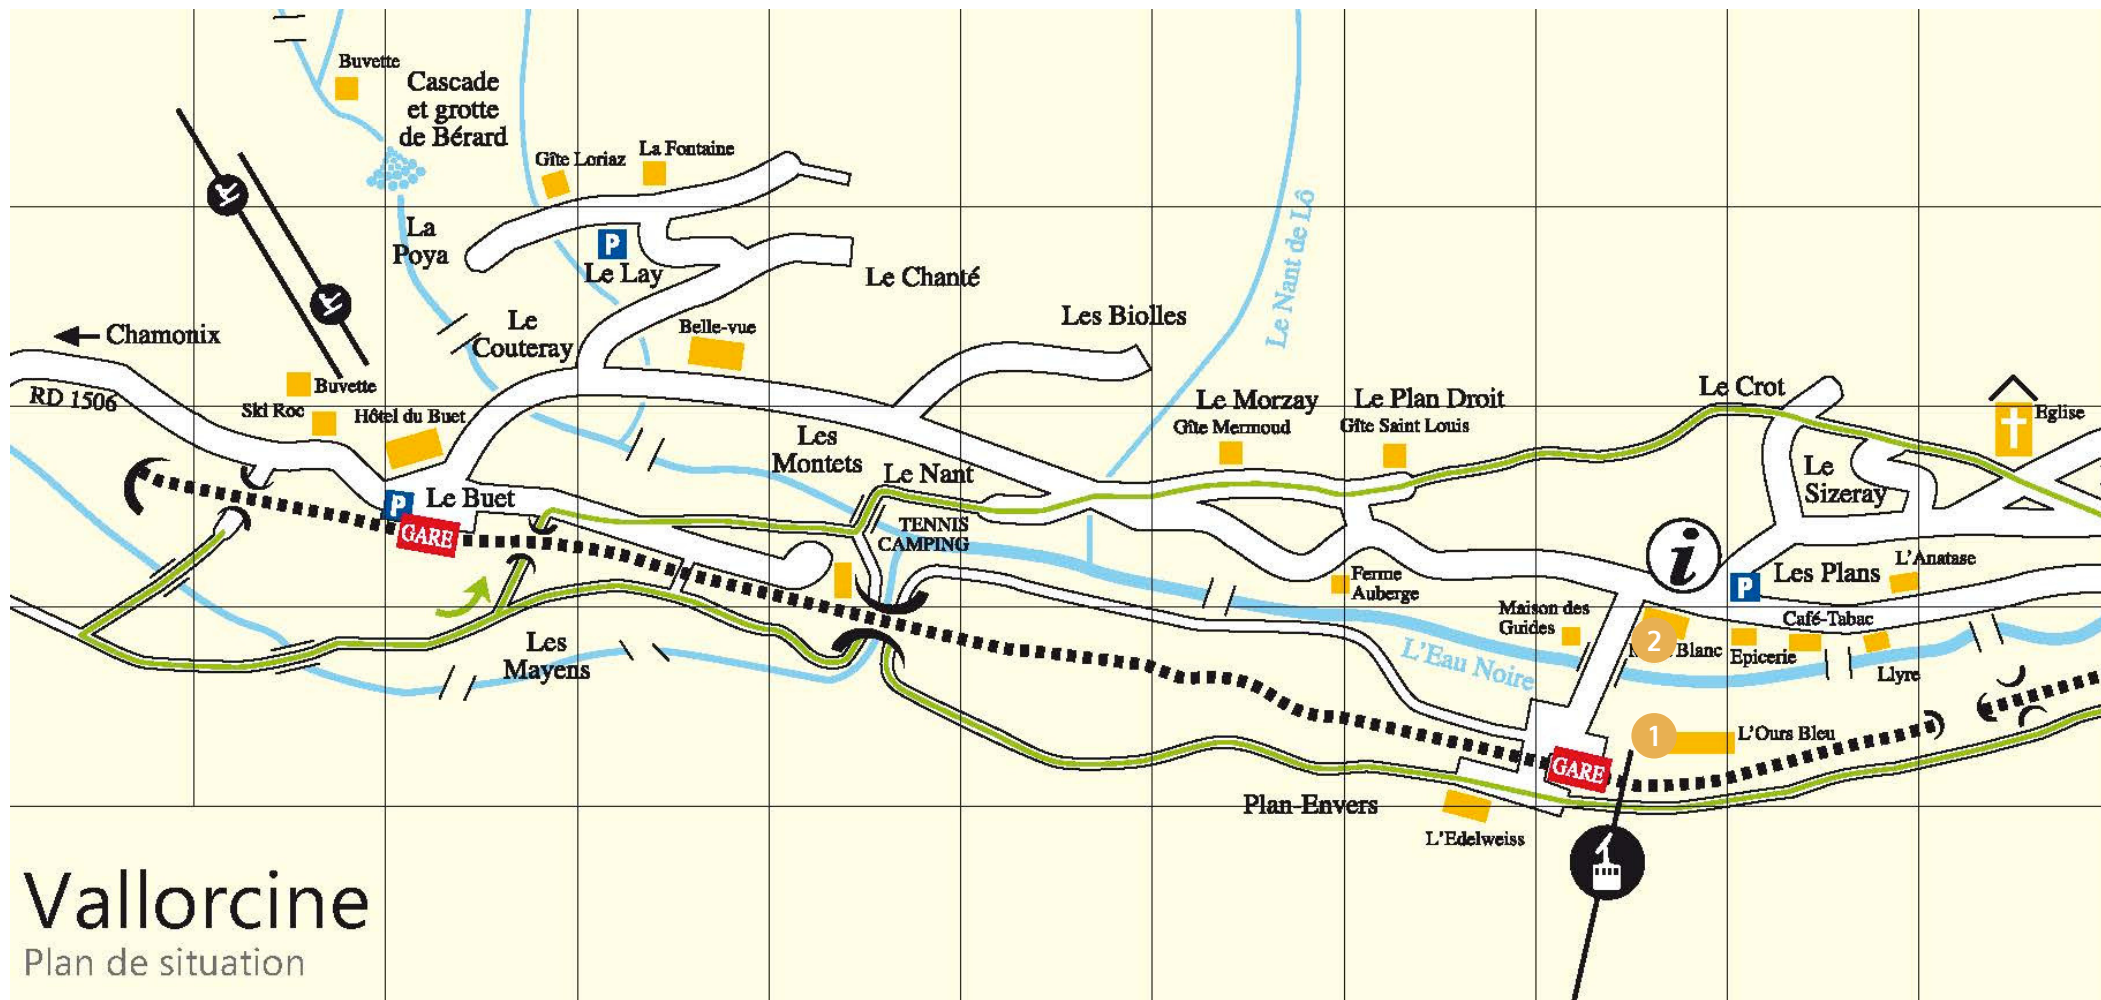 Buvette
Cascade
et grotte
de Bérard
Gîte Loriaz
La Fontaine
La
Poya
P
Le Lay
Le Chanté
Le Nant de Lô
Les Biolles
Chamonix
Le
Couteray
Belle-vue
RD 1506
Buvette
Ski Roc
Hôtel du Buet
Les
Montets
Le Morzay
Gîte Mermoud
Le Plan Droit
Gîte Saint Louis
Le Crot
Eglise
Le
Sizeray
P
Le Buet
GARE
Le Nant
TENNIS
CAMPING
Ferme
Auberge
i
P
Les Plans
L'Anatase
Maison des
Guides
2
Blanc
Epicerie
Café-Tabac
Llyre
Les
Mayens
L'Eau Noire
1
L'Ours Bleu
GARE
Plan-Envers
L'Edelweiss
Vallorcine
Plan de situation